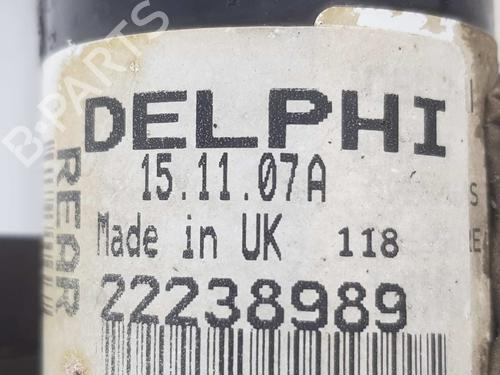 DELPHI
15.11.07A
Made in UK 118
22238989
REAR
B-PARTS